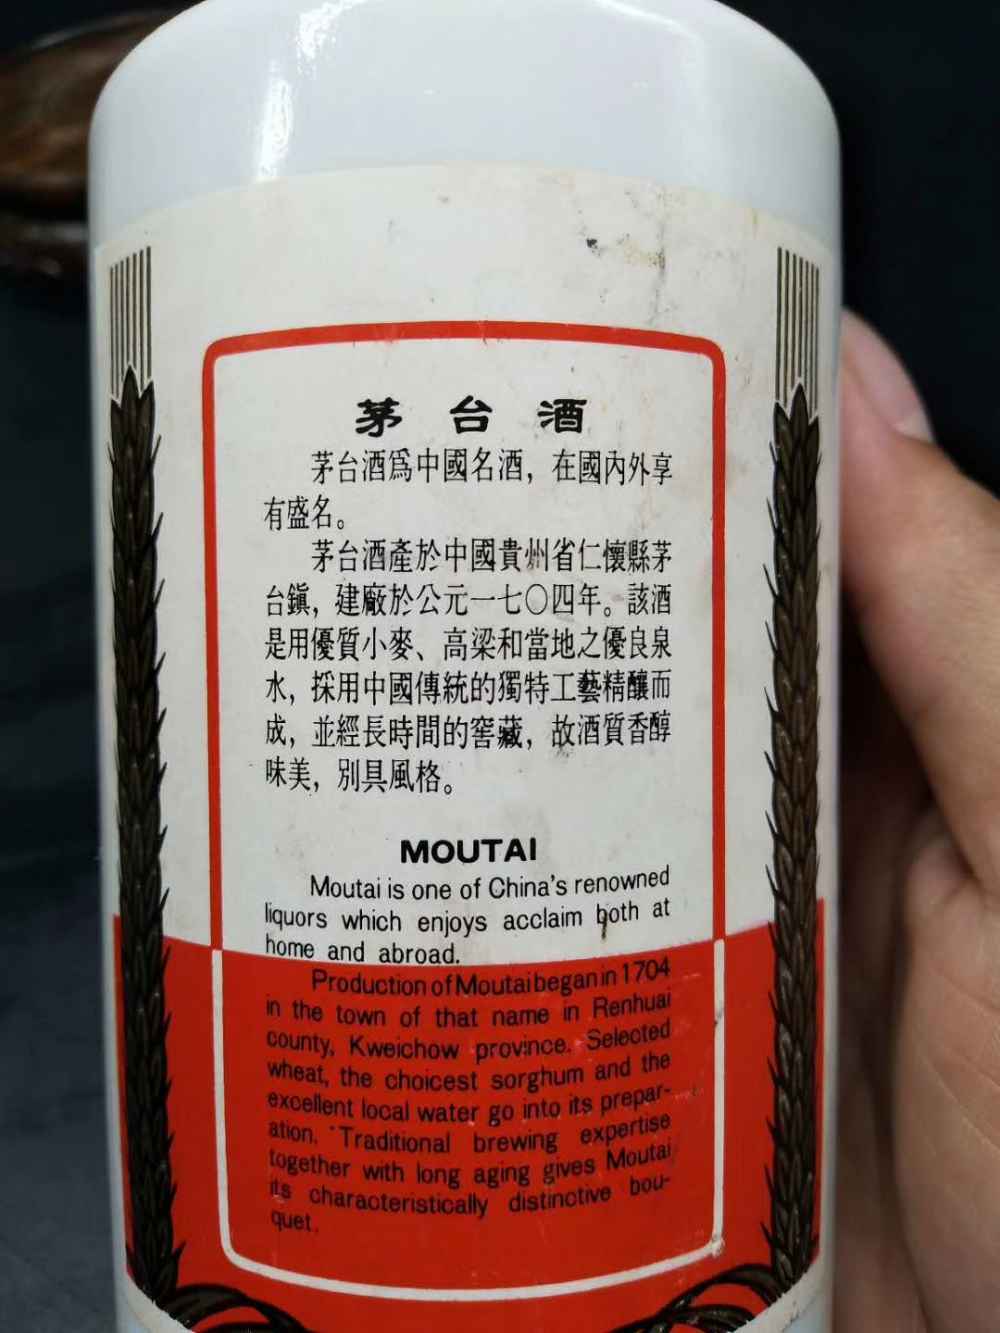 茅台酒
茅台酒爲中國名酒，在國內外享
有盛名。
茅台酒產於中國貴州省仁懷縣茅
台鎮，建廠於公元一七〇四年。該酒
是用優質小麥、高梁和當地之優良泉
水，採用中國傳統的獨特工藝精釀而
成，並經長時間的窖藏，故酒質香醇
味美，別具風格。
MOUTAI
Moutai is one of China's renowned
liquors which enjoys acclaim both at
home and abroad.
Production of Moutai began in 1704
in the town of that name in Renhuai
county, Kweichow province. Selected
wheat, the choicest sorghum and the
excellent local water go into its prepar-
ation. Traditional brewing expertise
together with long aging gives Moutai
its characteristically distinctive bou-
quet.